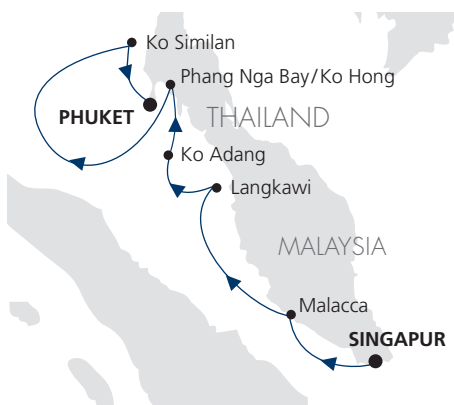 Ko Similan
Phang Nga Bay/Ko Hong
PHUKET
THAILAND
Ko Adang
Langkawi
MALAYSIA
Malacca
SINGAPUR